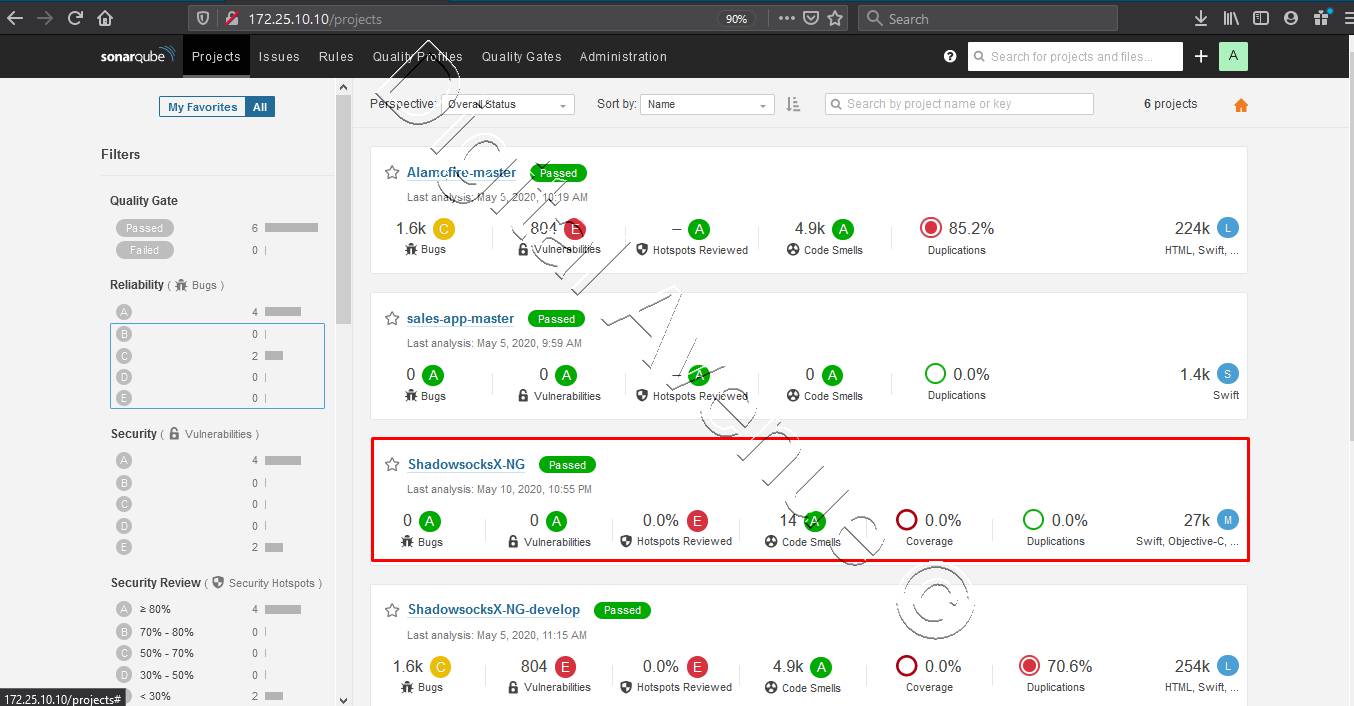 172.25.10.10/projects 90% Search
sonarqube Projects Issues Rules Quality Profiles Quality Gates Administration Search for projects and files... A
My Favorites All
Perspective: Overall Status Sort by: Name Search by project name or key 6 projects
Filters
Quality Gate
Passed 6
Failed 0
Reliability ( Bugs )
A 4
B 0
C 2
D 0
E 0
Security ( Vulnerabilities )
A 4
B 0
C 0
D 0
E 2
Security Review ( Security Hotspots )
A ≥ 80% 4
B 70% - 80% 0
C 50% - 70% 0
D 30% - 50% 0
E < 30% 2
172.25.10.10/projects#
Alamofire-master Passed
Last analysis: May 5, 2020, 10:19 AM
1.6k C 804 E – A 4.9k A 85.2% 224k L
Bugs Vulnerabilities Hotspots Reviewed Code Smells Duplications HTML, Swift, ...
sales-app-master Passed
Last analysis: May 5, 2020, 9:59 AM
0 A 0 A – A 0 A 0.0% 1.4k S
Bugs Vulnerabilities Hotspots Reviewed Code Smells Duplications Swift
ShadowsocksX-NG Passed
Last analysis: May 10, 2020, 10:55 PM
0 A 0 A 0.0% E 14 A 0.0% 0.0% 27k M
Bugs Vulnerabilities Hotspots Reviewed Code Smells Coverage Duplications Swift, Objective-C, ...
ShadowsocksX-NG-develop Passed
Last analysis: May 5, 2020, 11:15 AM
1.6k C 804 E 0.0% E 4.9k A 0.0% 70.6% 254k L
Bugs Vulnerabilities Hotspots Reviewed Code Smells Coverage Duplications HTML, Swift, ...
Digital Avenue ©